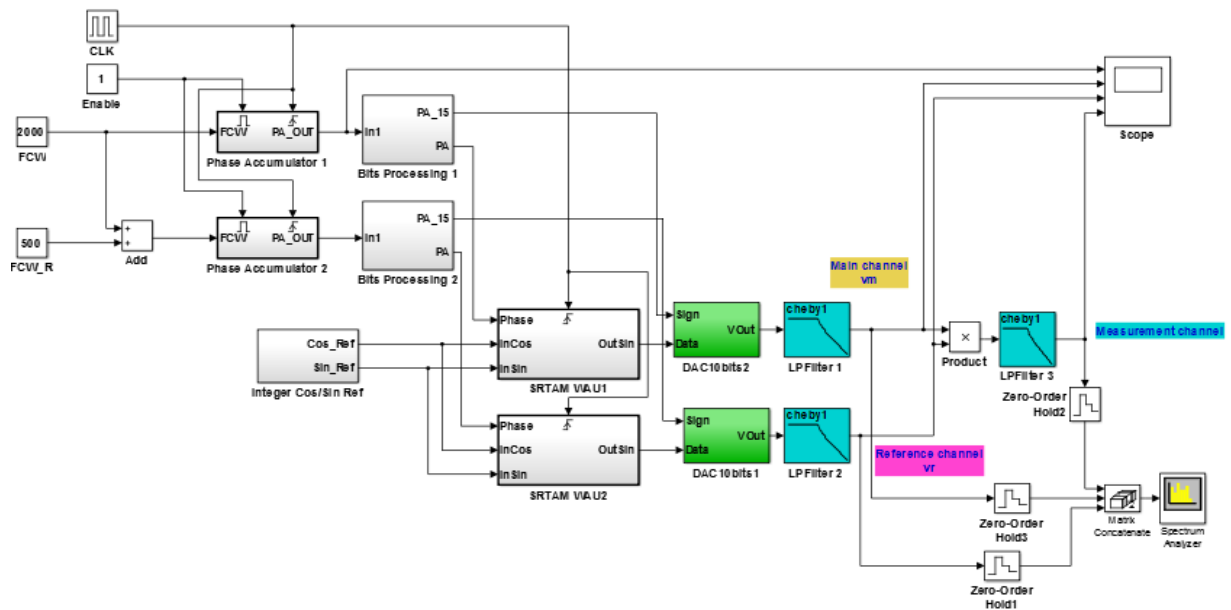 CLK
1
Enable
2000
FCW
FCW
PA_OUT
Phase Accumulator 1
In1
PA_15
PA
Bits Processing 1
Scope
500
FCW_R
+
+
Add
FCW
PA_OUT
Phase Accumulator 2
In1
PA_15
PA
Bits Processing 2
Main channel
vm
Cos_Ref
Sin_Ref
Integer Cos/Sin Ref
Phase
InCos
InSin
OutSin
SRTAM WAU1
Sign
Data
VOut
DAC10bits2
cheby1
LPFilter 1
×
Product
cheby1
LPFilter 3
Measurement channel
Zero-Order
Hold2
Phase
InCos
InSin
OutSin
SRTAM WAU2
Sign
Data
VOut
DAC10bits1
cheby1
LPFilter 2
Reference channel
vr
Zero-Order
Hold3
Zero-Order
Hold1
Matrix
Concatenate
Spectrum
Analyzer